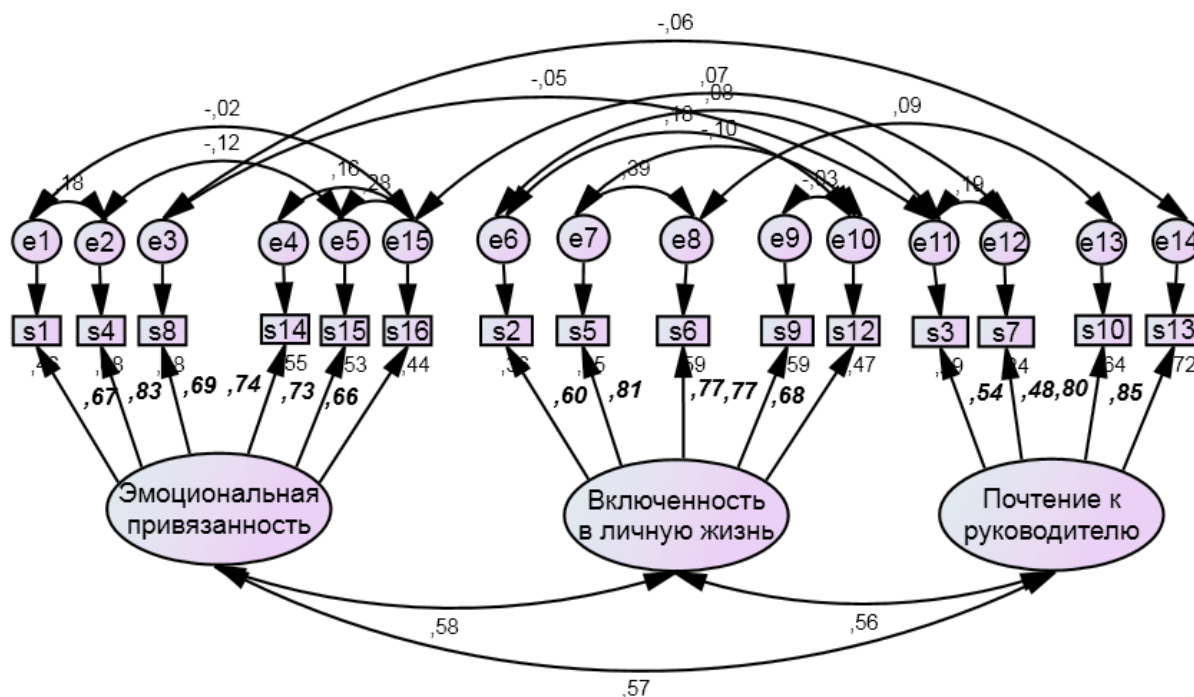 -,06
-,05
,07
,08
,09
-,02
,18
-,10
-,12
,16
,28
,39
-,03
,19
,18
e1 e2 e3 e4 e5 e15 e6 e7 e8 e9 e10 e11 e12 e13 e14
s1 s4 s8 s14 s15 s16 s2 s5 s6 s9 s12 s3 s7 s10 s13
,55 ,53 ,44 ,59 ,59 ,47 ,64 ,72
,67 ,83 ,69 ,74 ,73 ,66 ,60 ,81 ,77 ,77 ,68 ,54 ,48 ,80 ,85
Эмоциональная
привязанность
Включенность
в личную жизнь
Почтение к
руководителю
,58
,56
,57